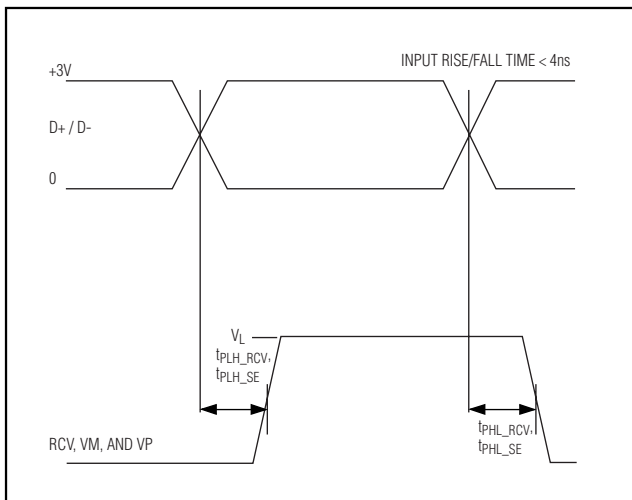 +3V
INPUT RISE/FALL TIME < 4ns
D+ / D-
0
VL
tPLH_RCV,
tPLH_SE
tPHL_RCV,
tPHL_SE
RCV, VM, AND VP